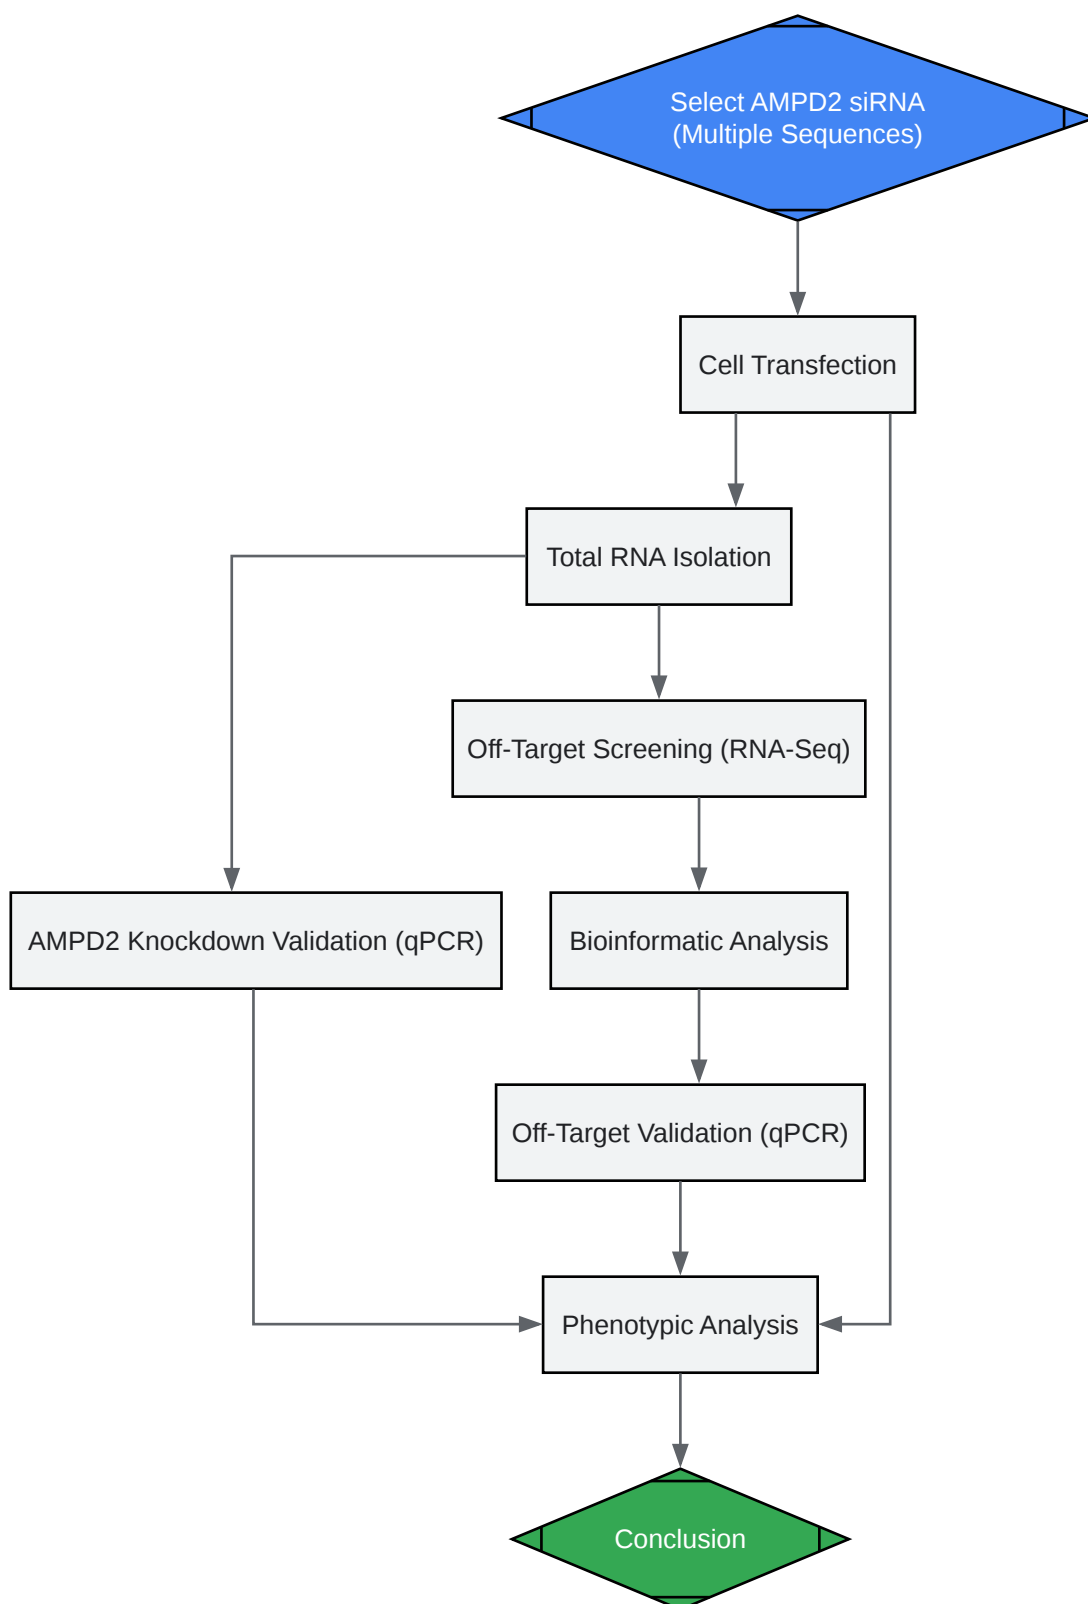 Select AMPD2 siRNA
(Multiple Sequences)
Cell Transfection
Total RNA Isolation
Off-Target Screening (RNA-Seq)
AMPD2 Knockdown Validation (qPCR)
Bioinformatic Analysis
Off-Target Validation (qPCR)
Phenotypic Analysis
Conclusion